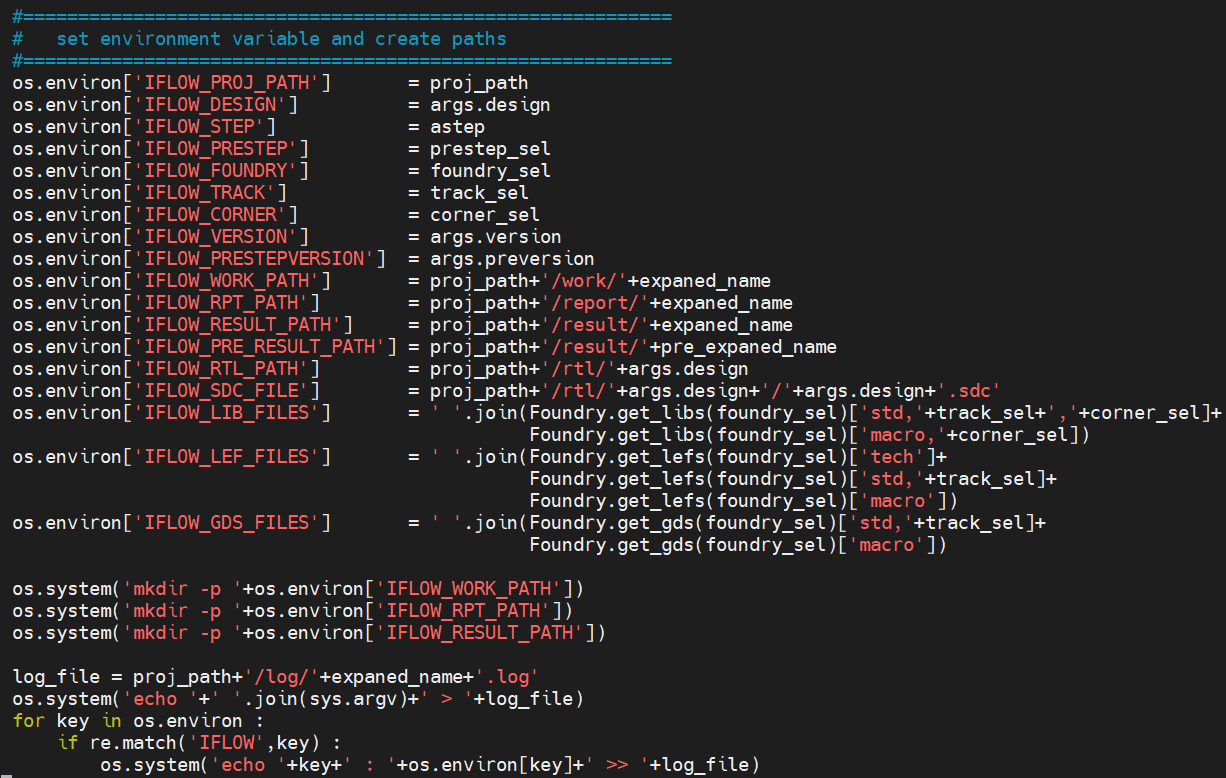 #===========================================================
#   set environment variable and create paths
#===========================================================
os.environ['IFLOW_PROJ_PATH']       = proj_path
os.environ['IFLOW_DESIGN']          = args.design
os.environ['IFLOW_STEP']            = astep
os.environ['IFLOW_PRESTEP']         = prestep_sel
os.environ['IFLOW_FOUNDRY']         = foundry_sel
os.environ['IFLOW_TRACK']           = track_sel
os.environ['IFLOW_CORNER']          = corner_sel
os.environ['IFLOW_VERSION']         = args.version
os.environ['IFLOW_PRESTEPVERSION']  = args.preversion
os.environ['IFLOW_WORK_PATH']       = proj_path+'/work/'+expaned_name
os.environ['IFLOW_RPT_PATH']        = proj_path+'/report/'+expaned_name
os.environ['IFLOW_RESULT_PATH']     = proj_path+'/result/'+expaned_name
os.environ['IFLOW_PRE_RESULT_PATH'] = proj_path+'/result/'+pre_expaned_name
os.environ['IFLOW_RTL_PATH']        = proj_path+'/rtl/'+args.design
os.environ['IFLOW_SDC_FILE']        = proj_path+'/rtl/'+args.design+'/'+args.design+'.sdc'
os.environ['IFLOW_LIB_FILES']       = ' '.join(Foundry.get_libs(foundry_sel)['std,'+track_sel+','+corner_sel]+
                                               Foundry.get_libs(foundry_sel)['macro,'+corner_sel])
os.environ['IFLOW_LEF_FILES']       = ' '.join(Foundry.get_lefs(foundry_sel)['tech']+
                                               Foundry.get_lefs(foundry_sel)['std,'+track_sel]+
                                               Foundry.get_lefs(foundry_sel)['macro'])
os.environ['IFLOW_GDS_FILES']       = ' '.join(Foundry.get_gds(foundry_sel)['std,'+track_sel]+
                                               Foundry.get_gds(foundry_sel)['macro'])

os.system('mkdir -p '+os.environ['IFLOW_WORK_PATH'])
os.system('mkdir -p '+os.environ['IFLOW_RPT_PATH'])
os.system('mkdir -p '+os.environ['IFLOW_RESULT_PATH'])

log_file = proj_path+'/log/'+expaned_name+'.log'
os.system('echo '+' '.join(sys.argv)+' > '+log_file)
for key in os.environ :
    if re.match('IFLOW',key) :
        os.system('echo '+key+' : '+os.environ[key]+' >> '+log_file)